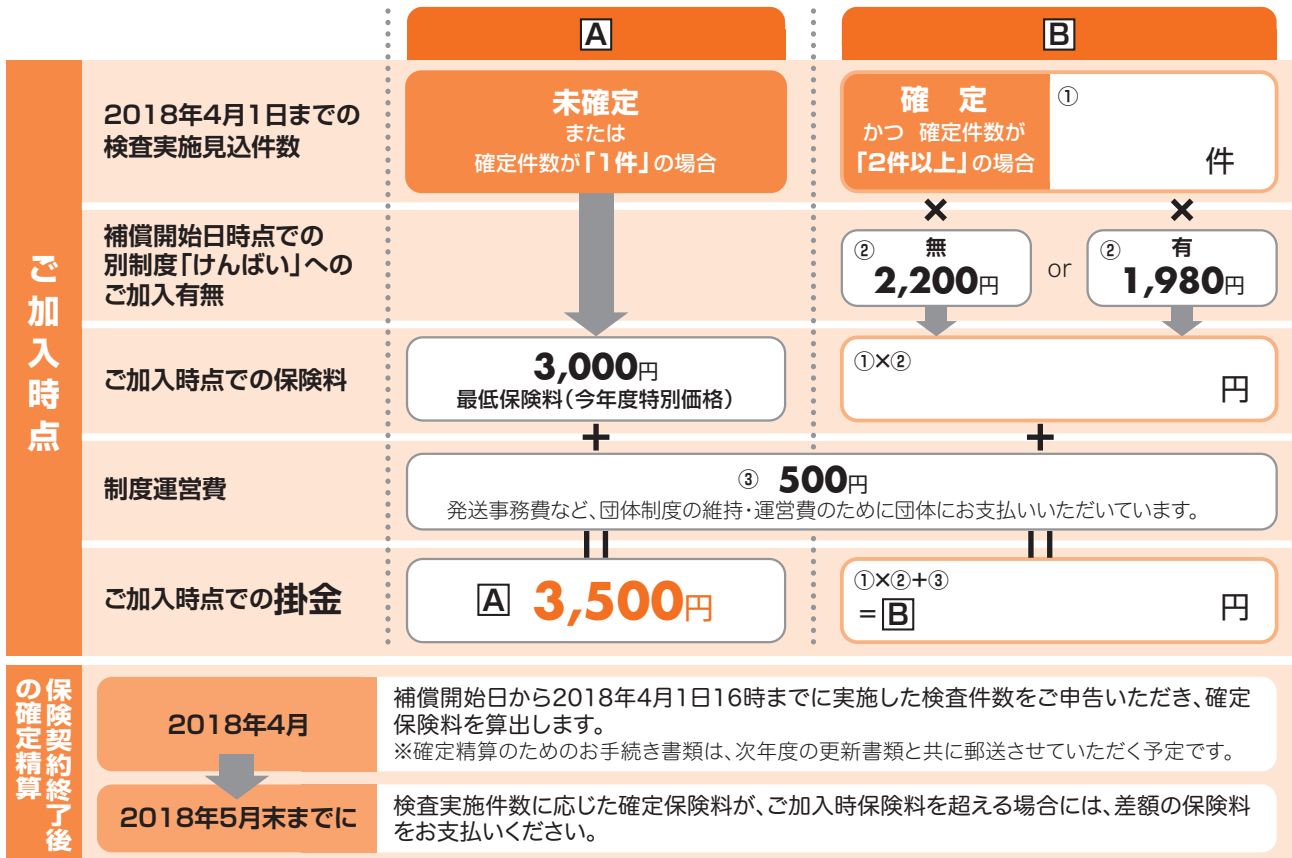 A
B
ご加入時点
2018年4月1日までの
検査実施見込件数
未確定
または
確定件数が「1件」の場合
確 定
かつ 確定件数が
「2件以上」の場合
①
件
×
×
補償開始日時点での
別制度「けんばい」への
ご加入有無
② 無
2,200円
or
② 有
1,980円
ご加入時点での保険料
3,000円
最低保険料(今年度特別価格)
①×②
円
+
+
制度運営費
③ 500円
発送事務費など、団体制度の維持・運営費のために団体にお支払いいただいています。
=
=
ご加入時点での掛金
A 3,500円
①×②+③
=B
円
保険契約終了後
の確定精算
2018年4月
補償開始日から2018年4月1日16時までに実施した検査件数をご申告いただき、確定
保険料を算出します。
※確定精算のためのお手続き書類は、次年度の更新書類と共に郵送させていただく予定です。
2018年5月末までに
検査実施件数に応じた確定保険料が、ご加入時保険料を超える場合には、差額の保険料
をお支払いください。